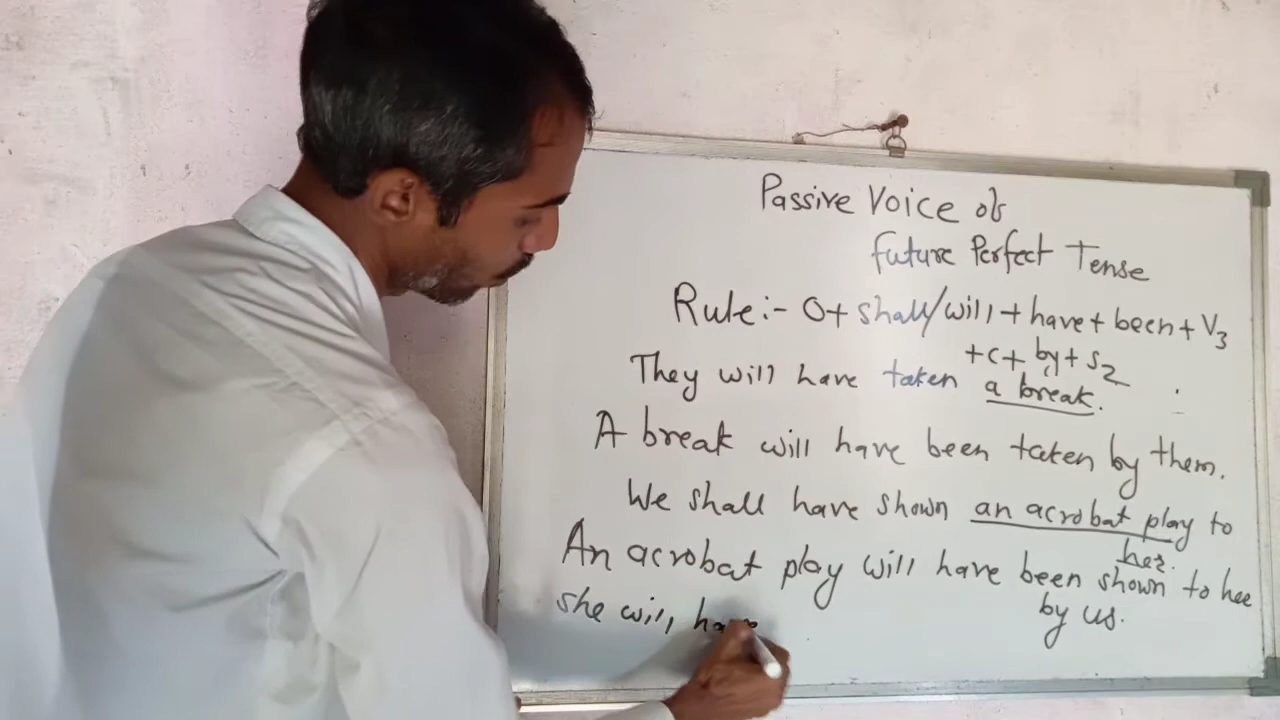 Passive Voice of
Future Perfect Tense
Rule:- O+ shall/will + have + been + V3
+c+ by + s2
They will have taken a break.
A break will have been taken by them.
We shall have shown an acrobat play to
her.
An acrobat play will have been shown to her
by us.
She will have